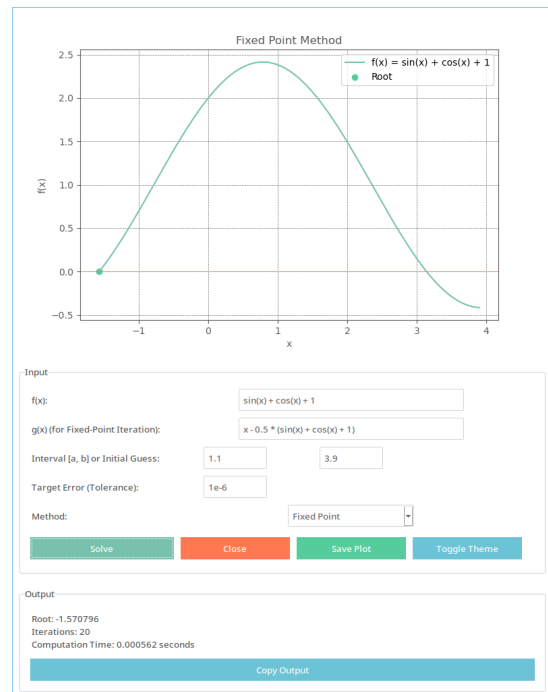 Fixed Point Method
f(x) = sin(x) + cos(x) + 1
Root
2.5
2.0
1.5
1.0
0.5
0.0
−0.5
f(x)
−1 0 1 2 3 4
x
Input
f(x): sin(x) + cos(x) + 1
g(x) (for Fixed-Point Iteration): x - 0.5 * (sin(x) + cos(x) + 1)
Interval [a, b] or Initial Guess: 1.1 3.9
Target Error (Tolerance): 1e-6
Method: Fixed Point
Solve Close Save Plot Toggle Theme
Output
Root: -1.570796
Iterations: 20
Computation Time: 0.000562 seconds
Copy Output